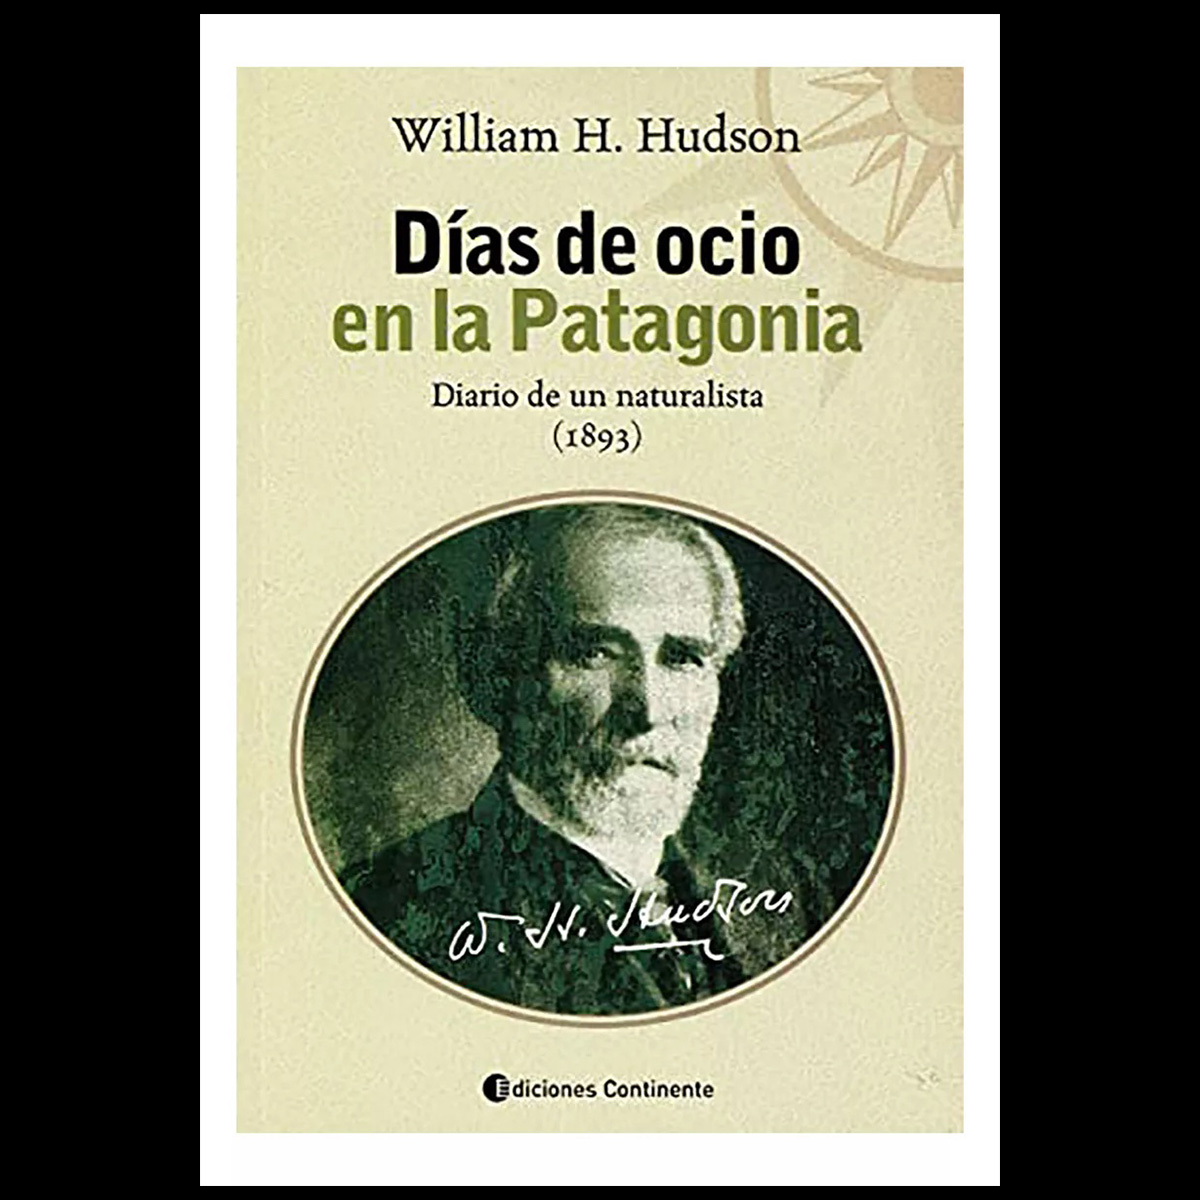 William H. Hudson
Días de ocio
en la Patagonia
Diario de un naturalista
(1893)
W. H. Hudson
Ediciones Continente